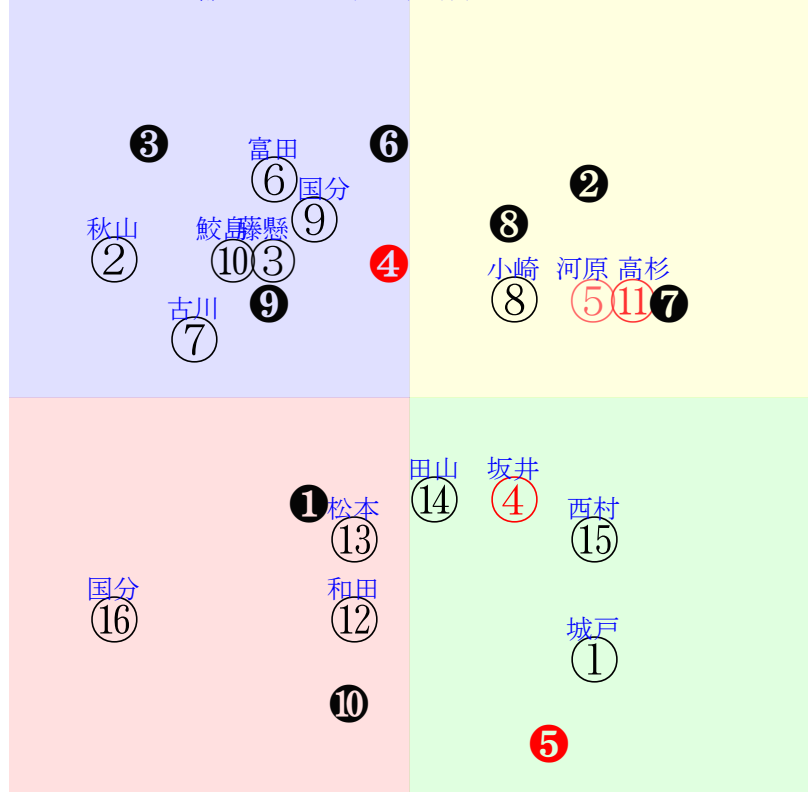 ❸
❻
富田
⑥
国分
⑨
❷
❽
秋山
②
鮫島
⑩
藤懸
③
❹
小崎
⑧
河原
⑤
高杉
⑪
❼
❾
古川
⑦
田山
⑭
坂井
④
❶
松本
⑬
西村
⑮
国分
⑯
和田
⑫
城戸
①
❿
❺